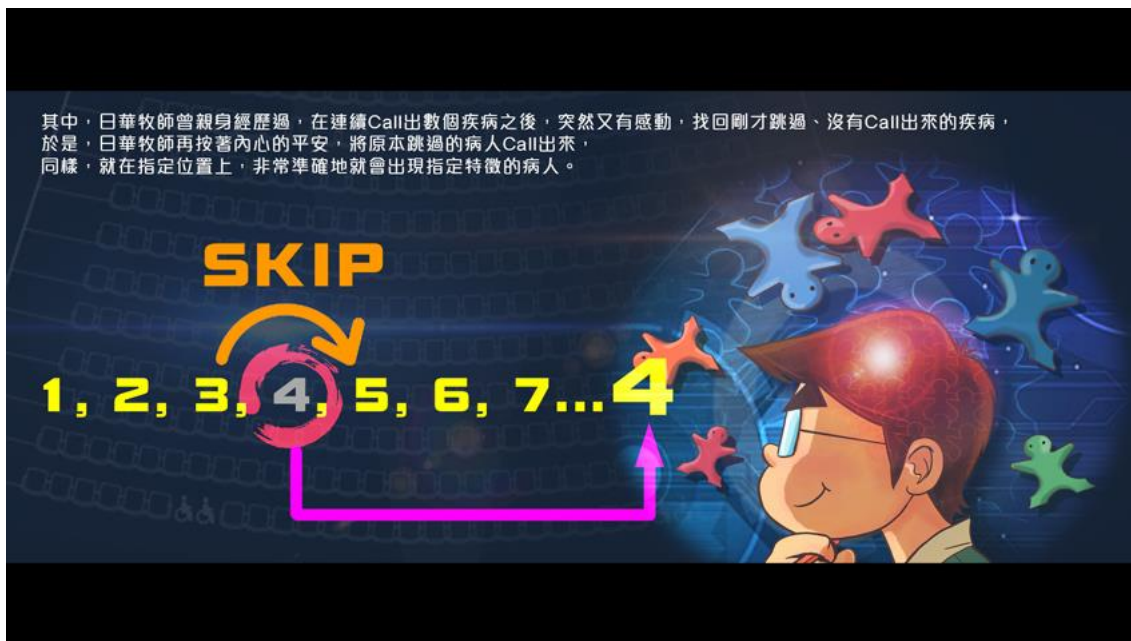 其中，日華牧師曾親身經歷過，在連續Call出數個疾病之後，突然又有感動，找回剛才跳過、沒有Call出來的疾病，
於是，日華牧師再按著內心的平安，將原本跳過的病人Call出來，
同樣，就在指定位置上，非常準確地就會出現指定特徵的病人。
SKIP
1, 2, 3, 4, 5, 6, 7...4